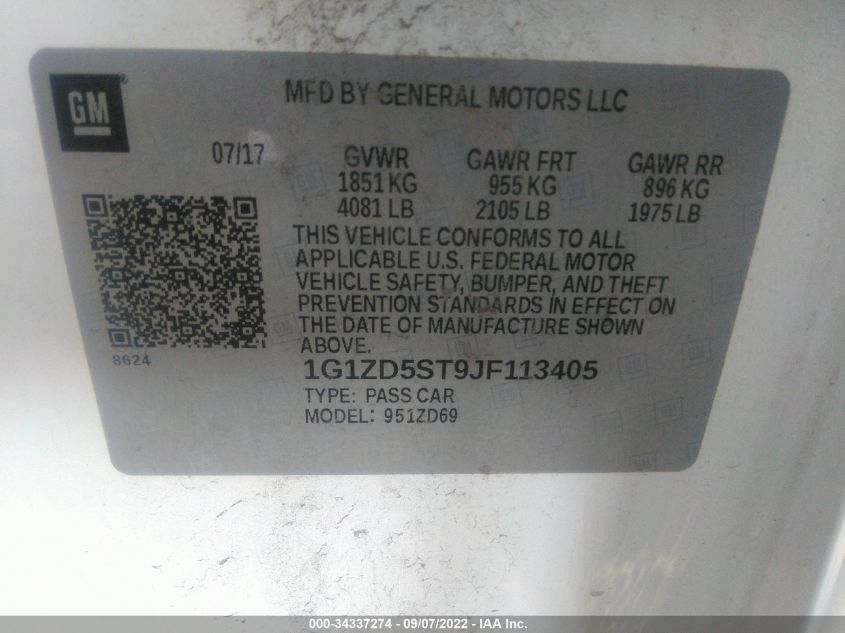 GM
MFD BY GENERAL MOTORS LLC
07/17 GVWR GAWR FRT GAWR RR
1851 KG 955 KG 896 KG
4081 LB 2105 LB 1975 LB
THIS VEHICLE CONFORMS TO ALL
APPLICABLE U.S. FEDERAL MOTOR
VEHICLE SAFETY, BUMPER, AND THEFT
PREVENTION STANDARDS IN EFFECT ON
THE DATE OF MANUFACTURE SHOWN
ABOVE.
8624
1G1ZD5ST9JF113405
TYPE: PASS CAR
MODEL: 951ZD69
000-34337274 - 09/07/2022 - IAA Inc.